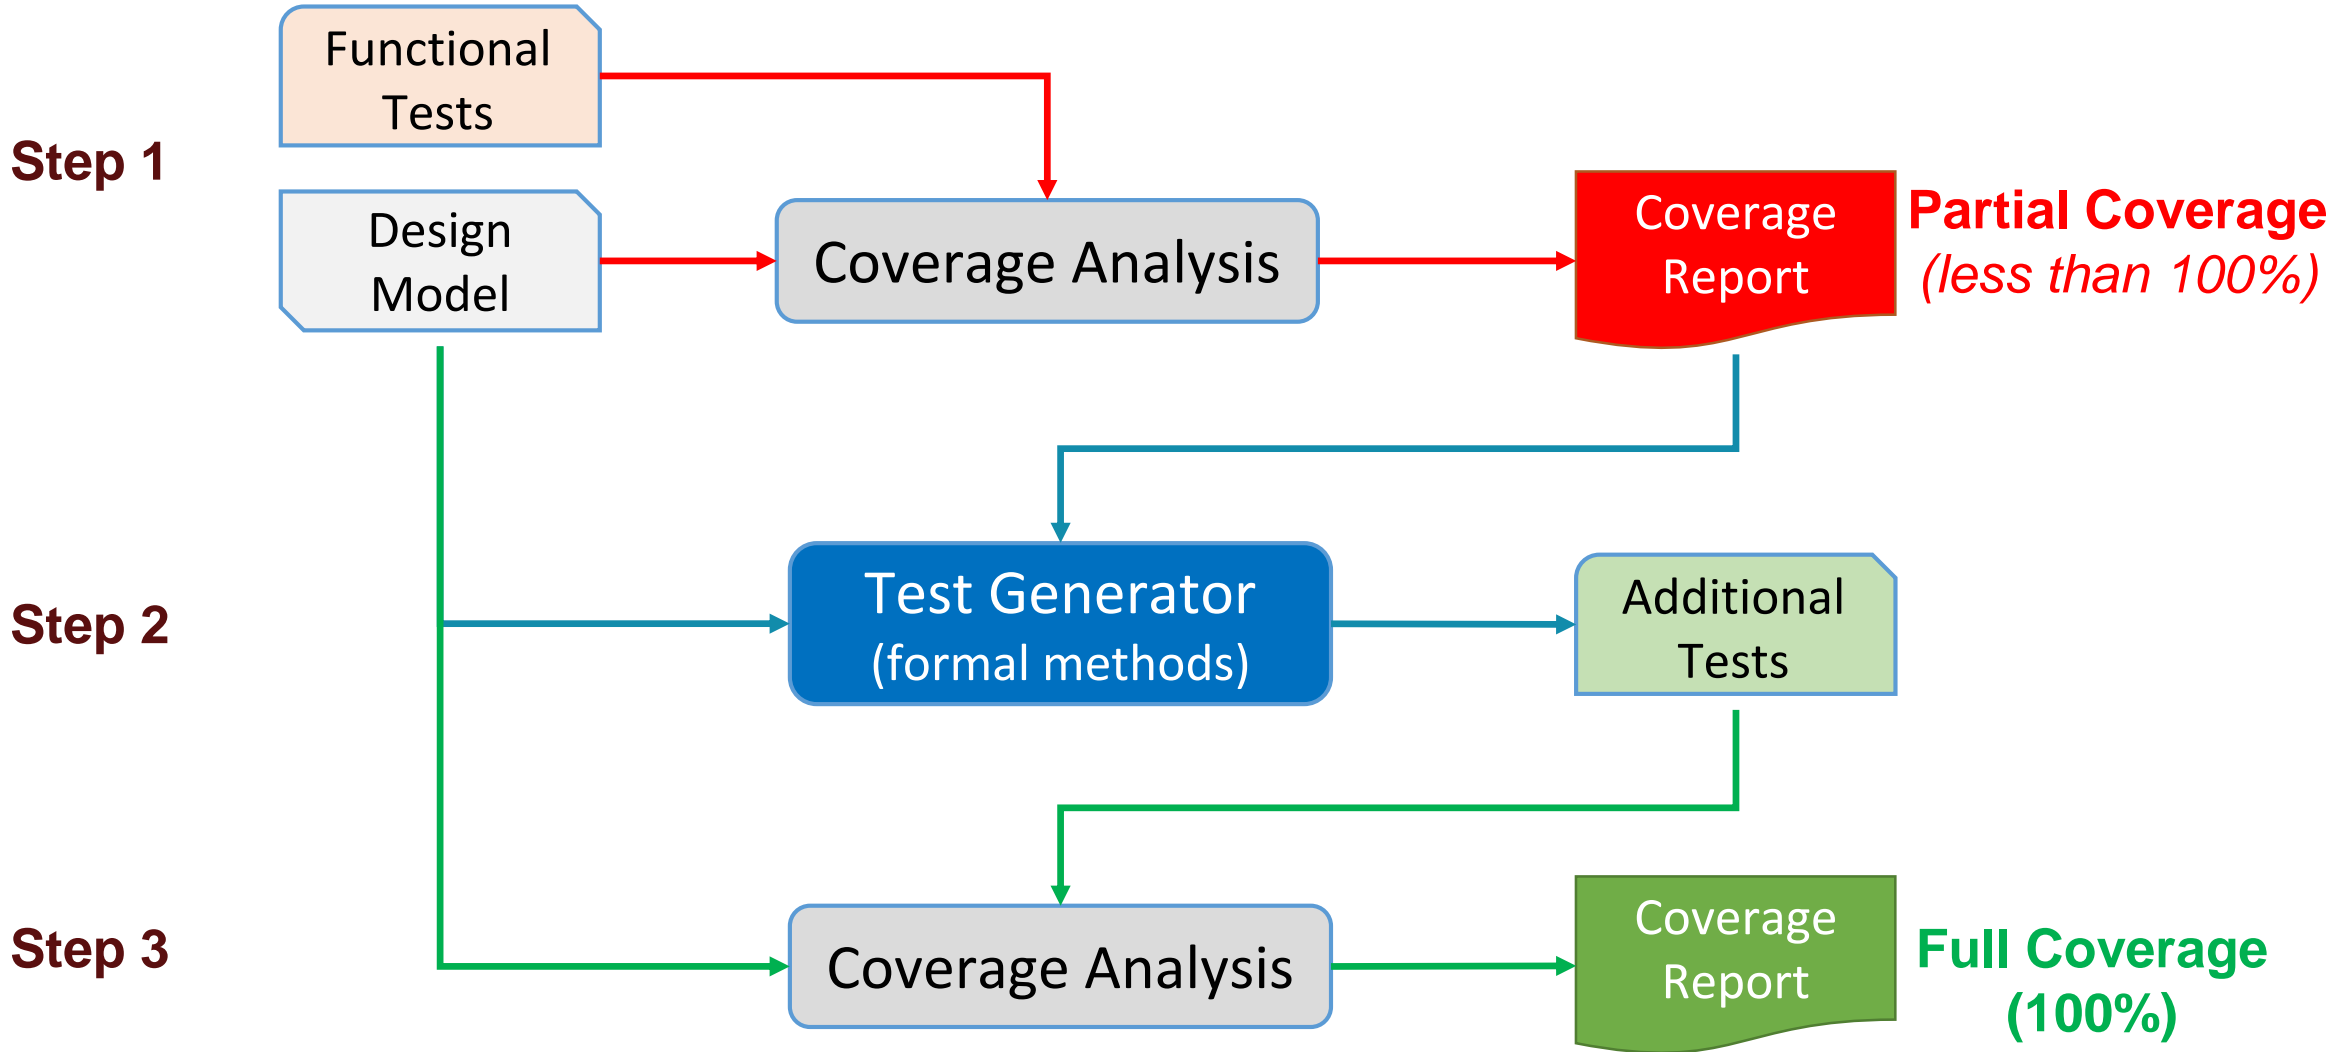 Functional
Tests
Step 1
Design
Model
Coverage Analysis
Coverage
Report
Partial Coverage
(less than 100%)
Step 2
Test Generator
(formal methods)
Additional
Tests
Step 3
Coverage Analysis
Coverage
Report
Full Coverage
(100%)